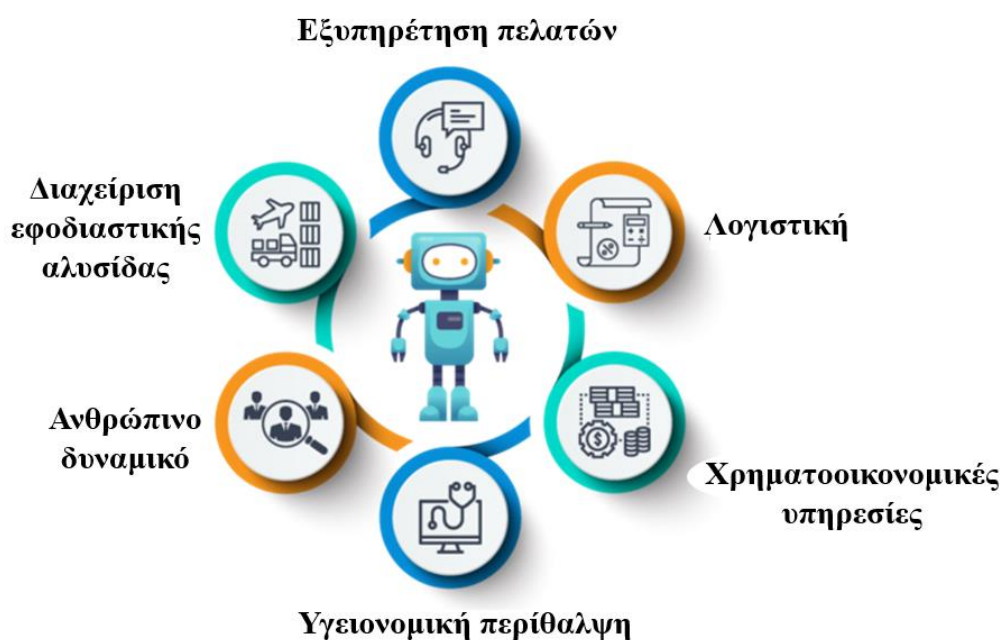 Εξυπηρέτηση πελατών
Διαχείριση
εφοδιαστικής
αλυσίδας
Λογιστική
Ανθρώπινο
δυναμικό
Χρηματοοικονομικές
υπηρεσίες
Υγειονομική περίθαλψη